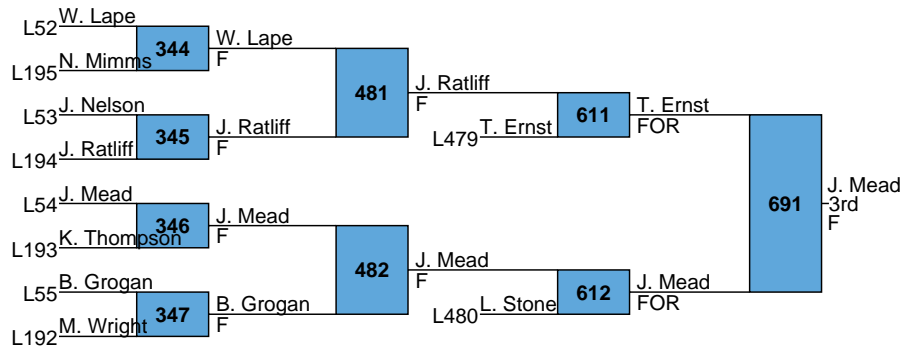 L52 W. Lape
344
W. Lape
F
L195 N. Mimms
481
J. Ratliff
F
L53 J. Nelson
345
J. Ratliff
F
L194 J. Ratliff
L479 T. Ernst
611
T. Ernst
FOR
L54 J. Mead
346
J. Mead
F
L193 K. Thompson
482
J. Mead
F
L55 B. Grogan
347
B. Grogan
F
L192 M. Wright
L480 L. Stone
612
J. Mead
FOR
691
J. Mead
3rd
F